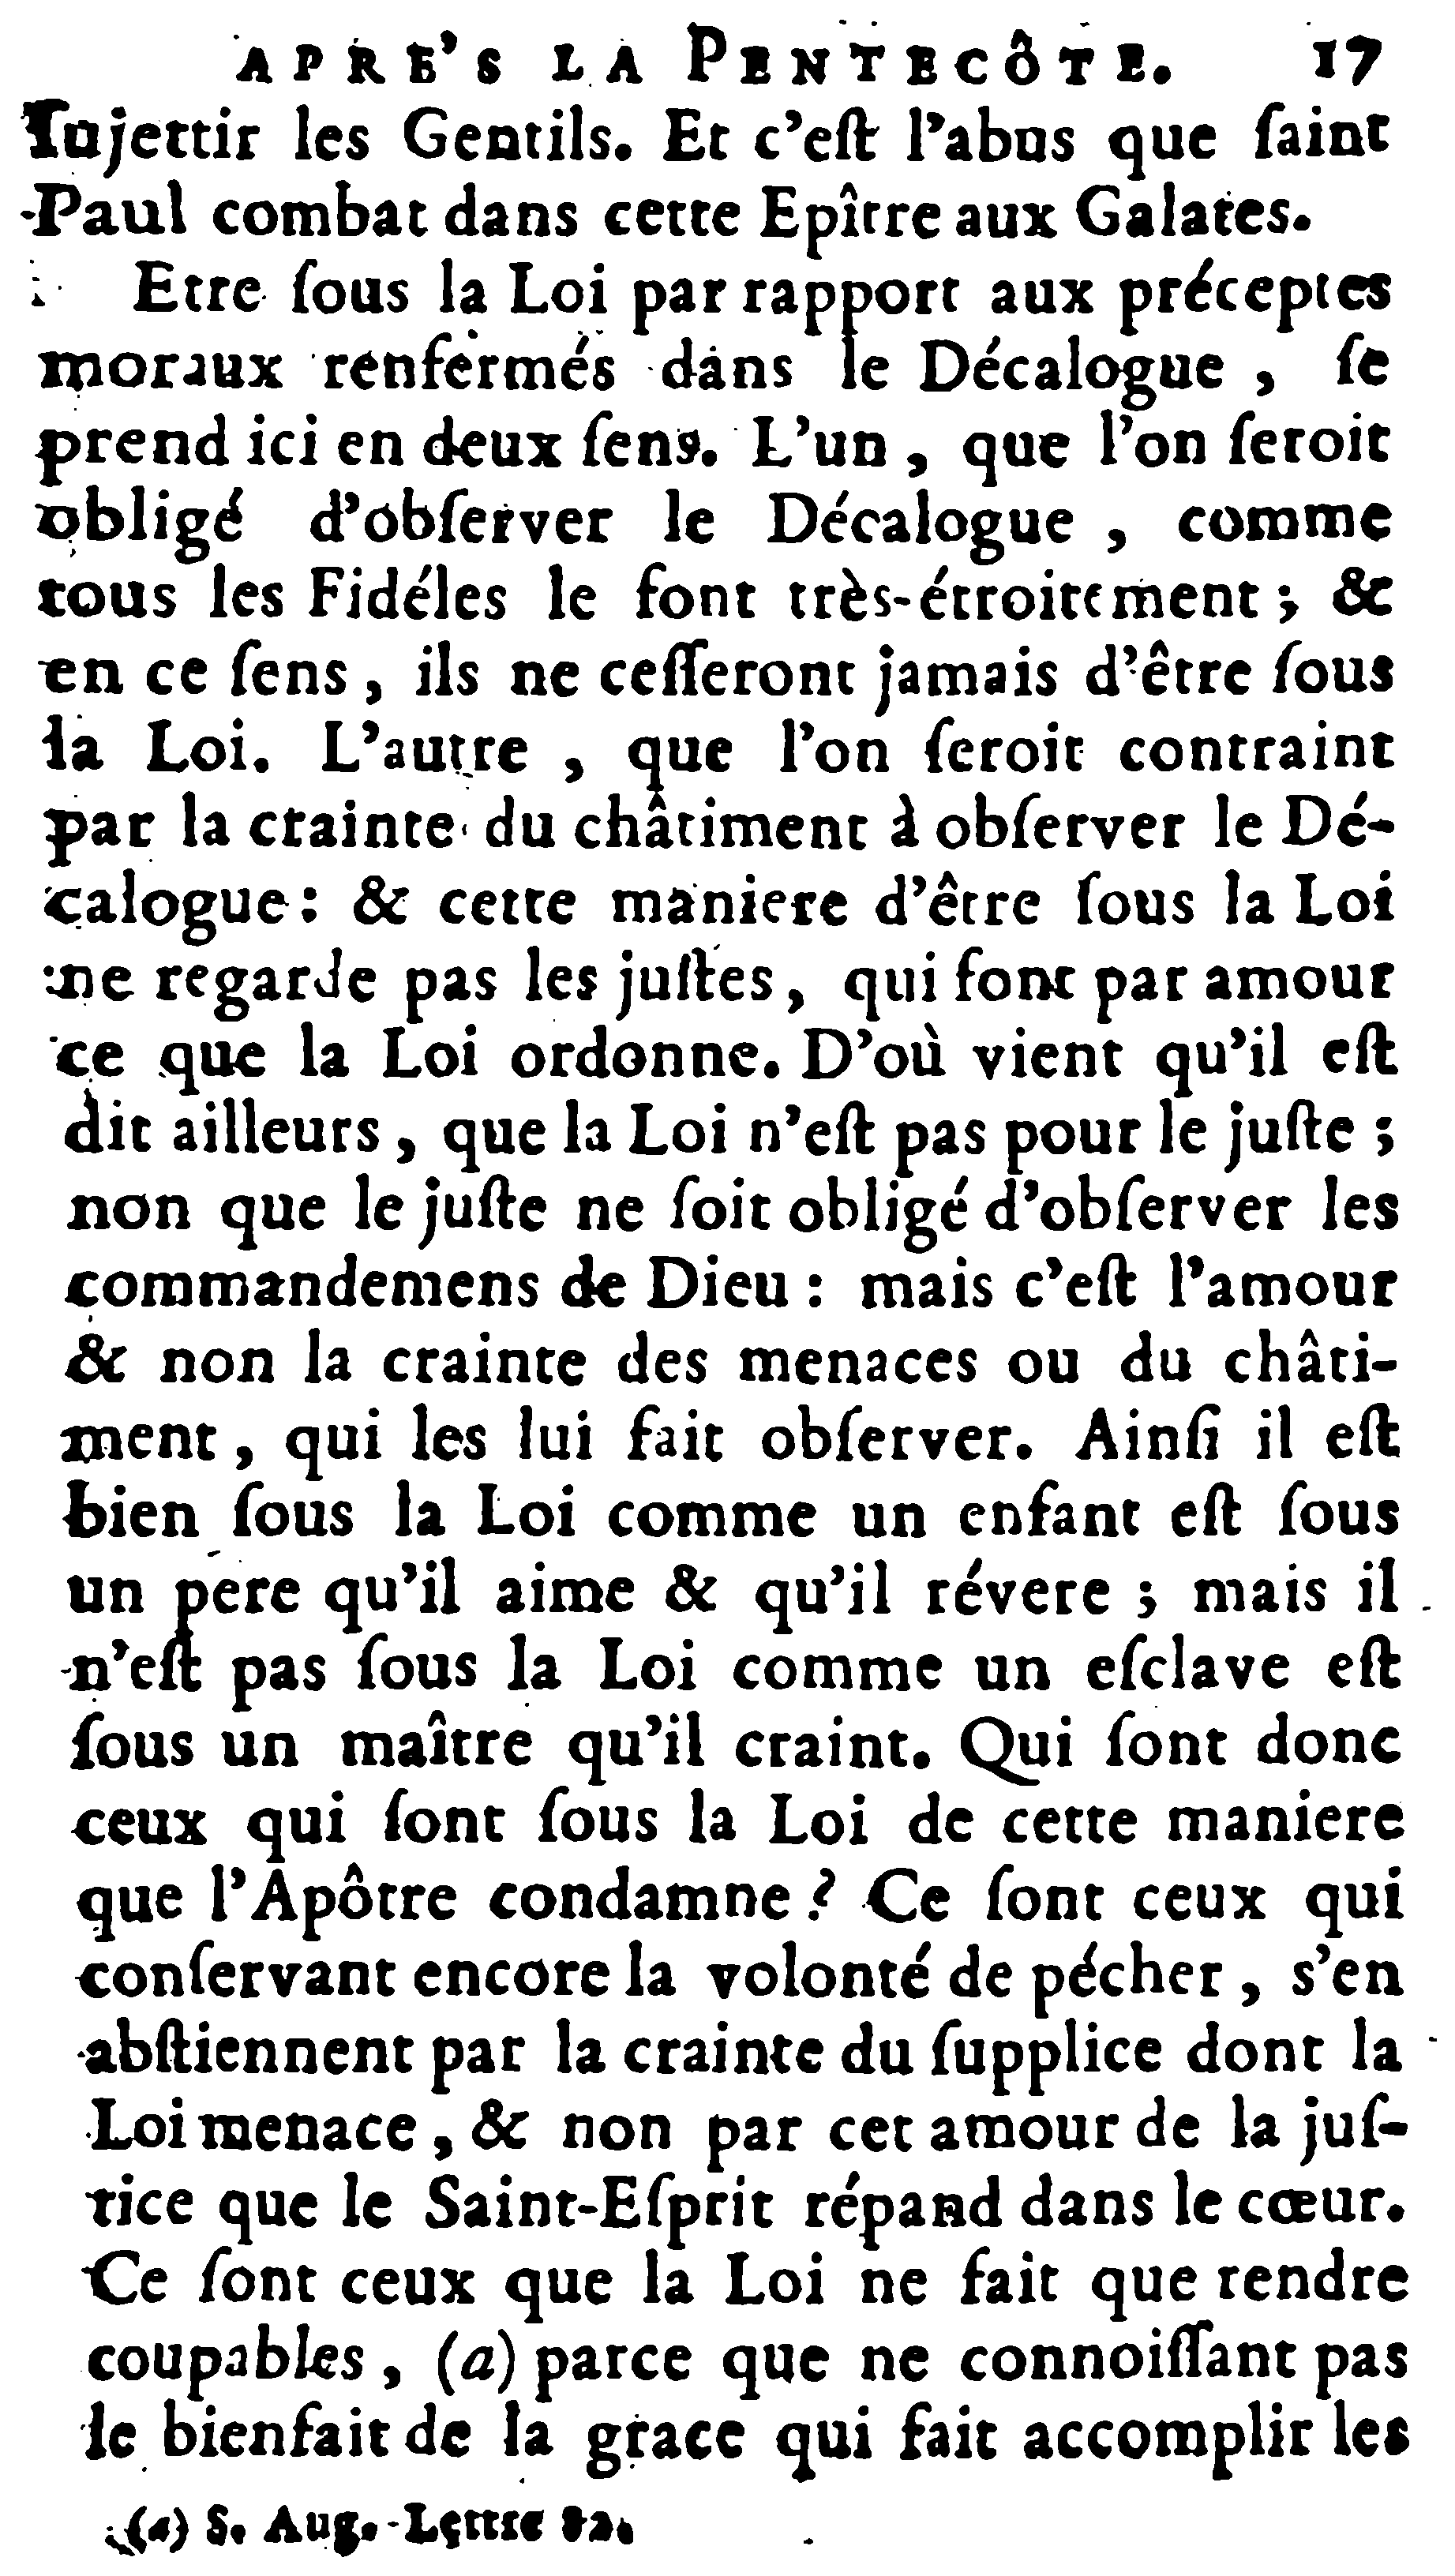 APRE'S LA PENTECÔTE. 17
ſujettir les Gentils. Et c'eſt l'abus que ſaint
Paul combat dans cette Epître aux Galates.
Etre ſous la Loi par rapport aux préceptes
moraux renfermés dans le Décalogue, ſe
prend ici en deux ſens. L'un, que l'on ſeroit
obligé d'obſerver le Décalogue, comme
tous les Fidéles le font très-étroitement; &
en ce ſens, ils ne ceſſeront jamais d'être ſous
la Loi. L'autre, que l'on ſeroit contraint
par la crainte du châtiment à obſerver le Dé-
calogue: & cette maniere d'être ſous la Loi
ne regarde pas les juſtes, qui font par amour
ce que la Loi ordonne. D'où vient qu'il eſt
dit ailleurs, que la Loi n'eſt pas pour le juſte;
non que le juſte ne ſoit obligé d'obſerver les
commandemens de Dieu: mais c'eſt l'amour
& non la crainte des menaces ou du châti-
ment, qui les lui fait obſerver. Ainſi il eſt
bien ſous la Loi comme un enfant eſt ſous
un pere qu'il aime & qu'il révere; mais il
n'eſt pas ſous la Loi comme un eſclave eſt
ſous un maître qu'il craint. Qui ſont donc
ceux qui ſont ſous la Loi de cette maniere
que l'Apôtre condamne? Ce ſont ceux qui
conſervant encore la volonté de pécher, s'en
abſtiennent par la crainte du ſupplice dont la
Loi menace, & non par cet amour de la juſ-
tice que le Saint-Eſprit répand dans le cœur.
Ce ſont ceux que la Loi ne fait que rendre
coupables, (a) parce que ne connoiſſant pas
le bienfait de la grace qui fait accomplir les
(a) S. Aug. Lettre 82.